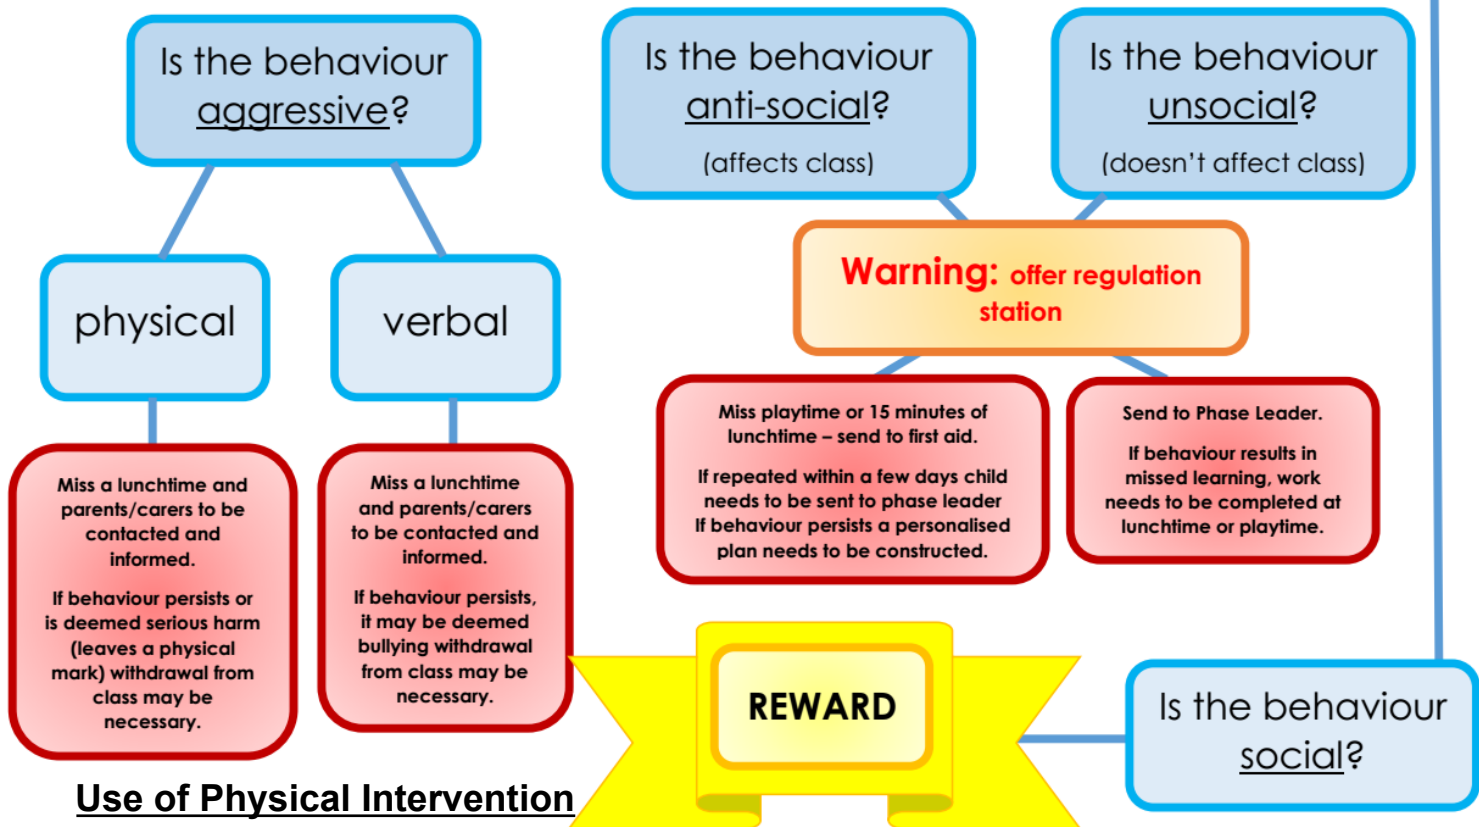 Is the behaviour
aggressive?
Is the behaviour
anti-social?
(affects class)
Is the behaviour
unsocial?
(doesn't affect class)
Warning: offer regulation
station
physical
verbal
Miss a lunchtime and
parents/carers to be
contacted and
informed.
If behaviour persists or
is deemed serious harm
(leaves a physical
mark) withdrawal from
class may be
necessary.
Miss a lunchtime
and parents/carers
to be contacted and
informed.
If behaviour persists,
it may be deemed
bullying withdrawal
from class may be
necessary.
Miss playtime or 15 minutes of
lunchtime – send to first aid.
If repeated within a few days child
needs to be sent to phase leader
If behaviour persists a personalised
plan needs to be constructed.
Send to Phase Leader.
If behaviour results in
missed learning, work
needs to be completed at
lunchtime or playtime.
REWARD
Is the behaviour
social?
Use of Physical Intervention